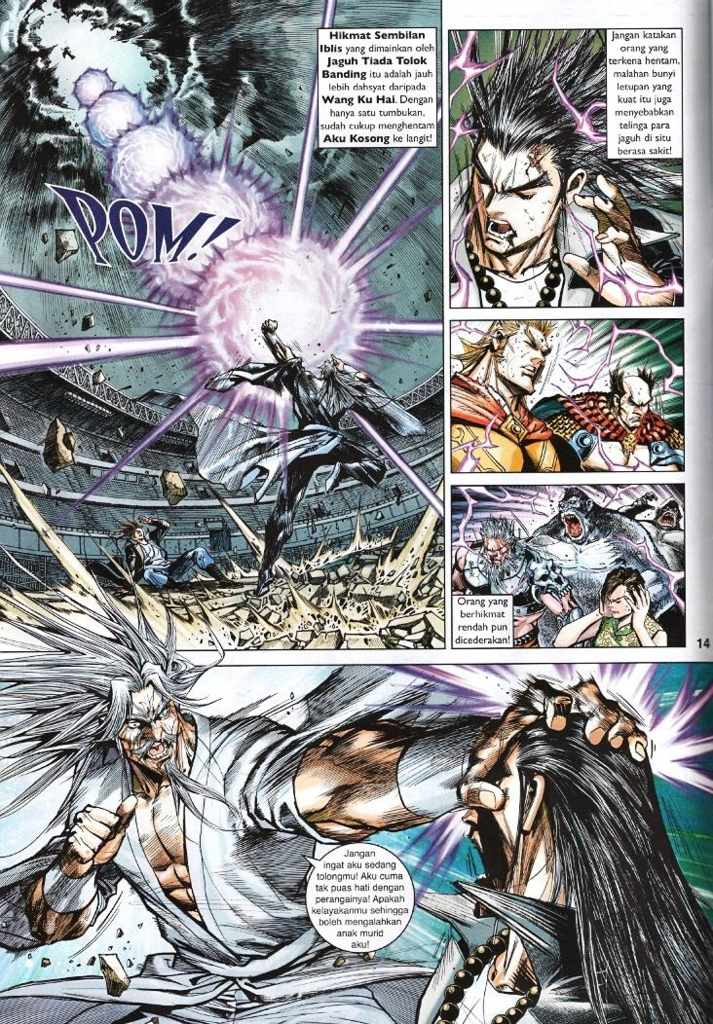 Hikmat Sembilan
Iblis yang dimainkan oleh
Jaguh Tiada Tolok
Banding itu adalah jauh
lebih dahsyat daripada
Wang Ku Hai. Dengan
hanya satu tumbukan,
sudah cukup menghentam
Aku Kosong ke langit!
Jangan katakan
orang yang
terkena hentam,
malahan bunyi
letupan yang
kuat itu juga
menyebabkan
telinga para
jaguh di situ
berasa sakit!
POM!
Orang yang
berhikmat
rendah pun
dicederakan!
14
Jangan
ingat aku sedang
tolongmu! Aku cuma
tak puas hati dengan
perangainya! Apakah
kelayakanmu sehingga
boleh mengalahkan
anak murid
aku!